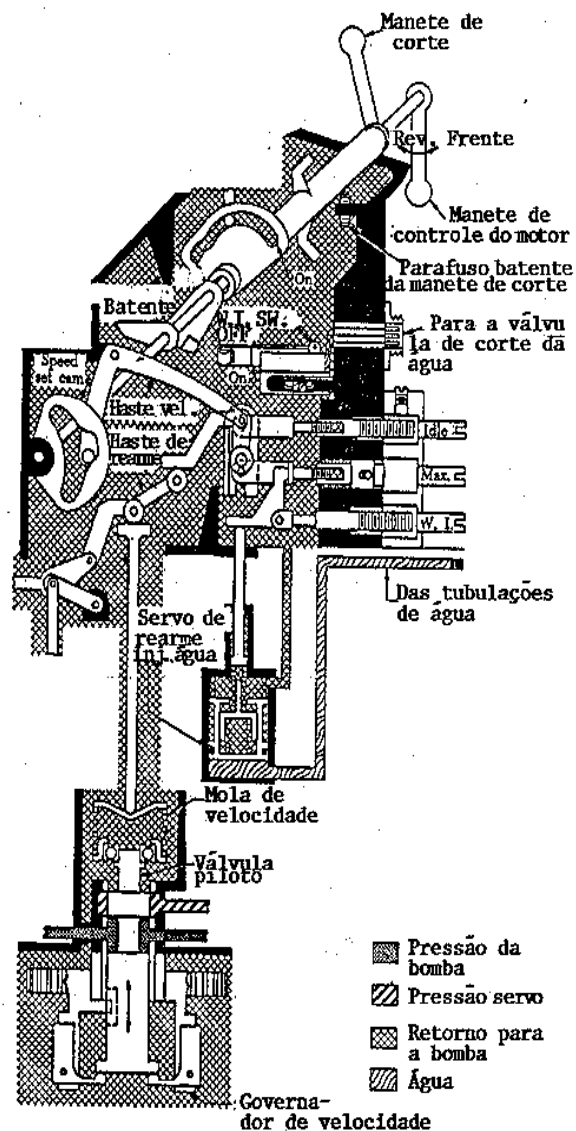 Manete de
corte
Rev. Frente
Manete de
controle do motor
Parafuso batente
da manete de corte
On
Batente
W.I. SW.
OFF
On
Para a válvu
la de corte da
água
Speed
set cam
Haste vel.
Haste de
rearme
Idle
Max.
W. I.
Das tubulações
de água
Servo de
rearme
inj.água
Mola de
velocidade
Válvula
piloto
Pressão da
bomba
Pressão servo
Retorno para
a bomba
Água
Governa-
dor de velocidade